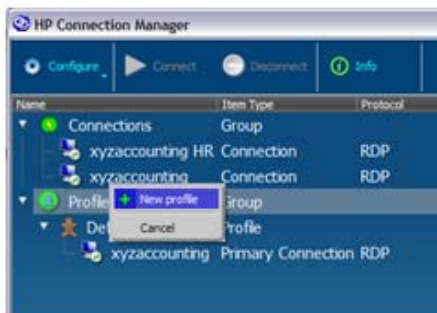 HP Connection Manager
Configure Connect Disconnect Info
Name Item Type Protocol
Connections Group
xyzaccounting HR Connection RDP
xyzaccounting Connection RDP
Profile New profile Group
Def Cancel Profile
xyzaccounting Primary Connection RDP